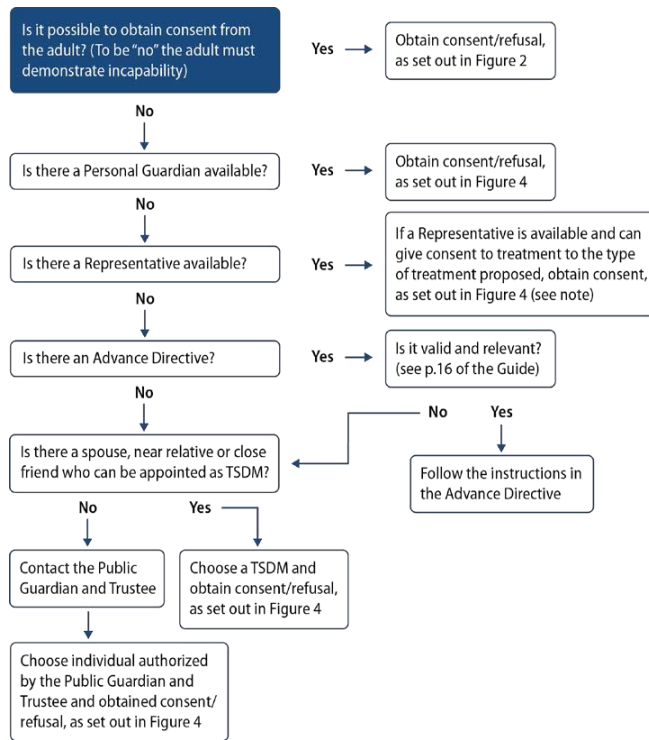 Is it possible to obtain consent from
the adult? (To be “no” the adult must
demonstrate incapability)
Yes
Obtain consent/refusal,
as set out in Figure 2
No
Is there a Personal Guardian available?
Yes
Obtain consent/refusal,
as set out in Figure 4
No
Is there a Representative available?
Yes
If a Representative is available and can
give consent to treatment to the type
of treatment proposed, obtain consent,
as set out in Figure 4 (see note)
No
Is there an Advance Directive?
Yes
Is it valid and relevant?
(see p.16 of the Guide)
No
No
Yes
Is there a spouse, near relative or close
friend who can be appointed as TSDM?
Follow the instructions in
the Advance Directive
No
Yes
Contact the Public
Guardian and Trustee
Choose a TSDM and
obtain consent/refusal,
as set out in Figure 4
Choose individual authorized
by the Public Guardian and
Trustee and obtained consent/
refusal, as set out in Figure 4